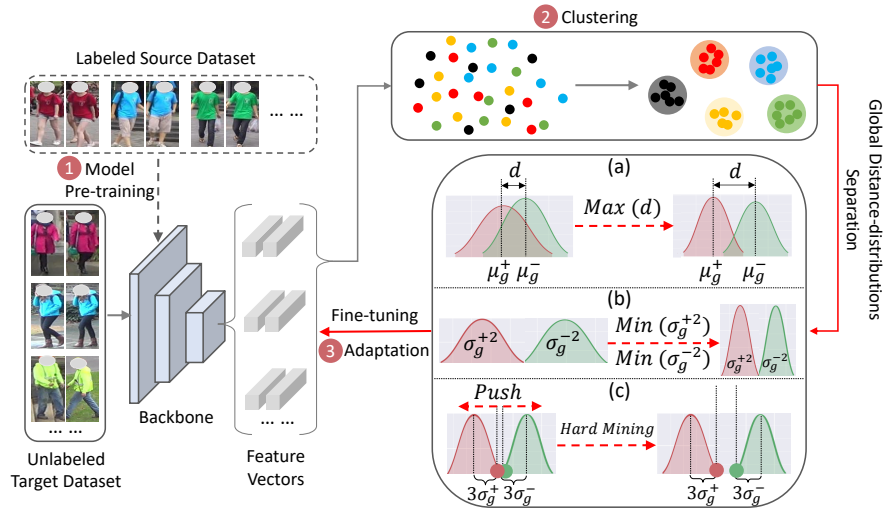 Labeled Source Dataset
... ...
1 Model
Pre-training
Unlabeled
Target Dataset
... ...
Backbone
Feature
Vectors
... ...
2 Clustering
Global Distance-distributions
Separation
Fine-tuning
3 Adaptation
(a)
d
d
Max (d)
μ_g^+ μ_g^-
μ_g^+ μ_g^-
(b)
σ_g^{+2} σ_g^{-2}
Min (σ_g^{+2})
Min (σ_g^{-2})
σ_g^{+2} σ_g^{-2}
(c)
Push
Hard Mining
3σ_g^+ 3σ_g^-
3σ_g^+ 3σ_g^-